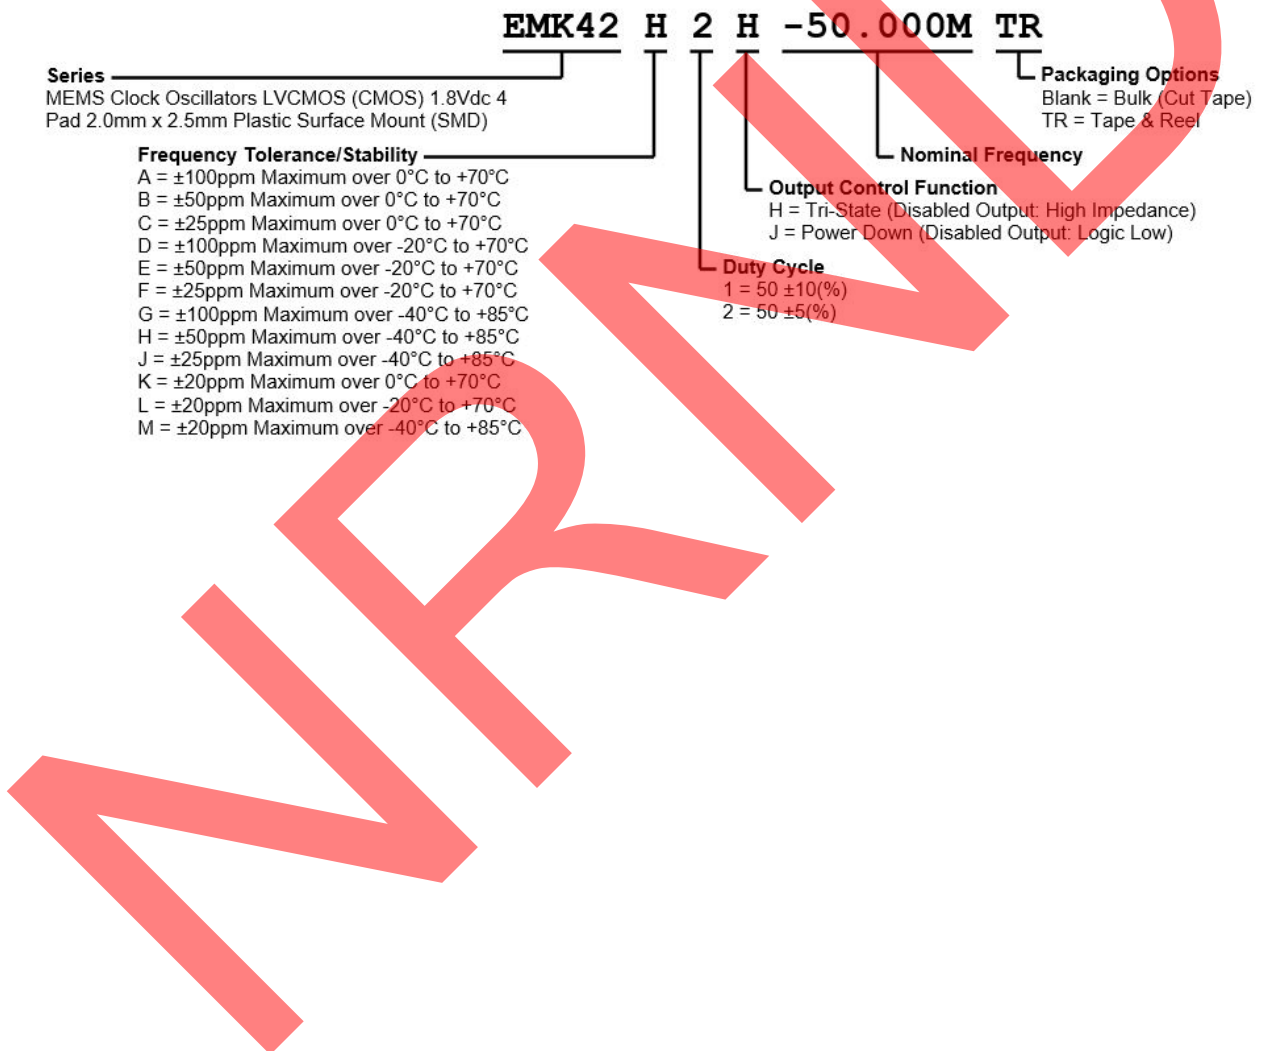 EMK42 H 2 H -50.000M TR
Series
MEMS Clock Oscillators LVCMOS (CMOS) 1.8Vdc 4
Pad 2.0mm x 2.5mm Plastic Surface Mount (SMD)
Packaging Options
Blank = Bulk (Cut Tape)
TR = Tape & Reel
Frequency Tolerance/Stability
A = ±100ppm Maximum over 0°C to +70°C
B = ±50ppm Maximum over 0°C to +70°C
C = ±25ppm Maximum over 0°C to +70°C
D = ±100ppm Maximum over -20°C to +70°C
E = ±50ppm Maximum over -20°C to +70°C
F = ±25ppm Maximum over -20°C to +70°C
G = ±100ppm Maximum over -40°C to +85°C
H = ±50ppm Maximum over -40°C to +85°C
J = ±25ppm Maximum over -40°C to +85°C
K = ±20ppm Maximum over 0°C to +70°C
L = ±20ppm Maximum over -20°C to +70°C
M = ±20ppm Maximum over -40°C to +85°C
Nominal Frequency
Output Control Function
H = Tri-State (Disabled Output: High Impedance)
J = Power Down (Disabled Output: Logic Low)
Duty Cycle
1 = 50 ±10(%)
2 = 50 ±5(%)
NRND